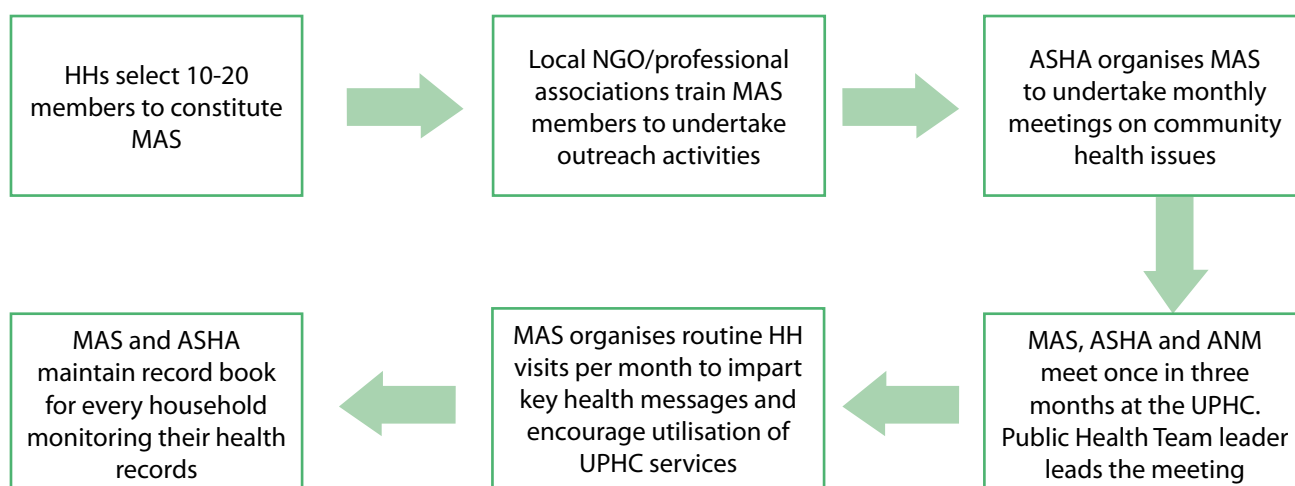 HHs select 10-20
members to constitute
MAS
Local NGO/professional
associations train MAS
members to undertake
outreach activities
ASHA organises MAS
to undertake monthly
meetings on community
health issues
MAS, ASHA and ANM
meet once in three
months at the UPHC.
Public Health Team leader
leads the meeting
MAS organises routine HH
visits per month to impart
key health messages and
encourage utilisation of
UPHC services
MAS and ASHA
maintain record book
for every household
monitoring their health
records